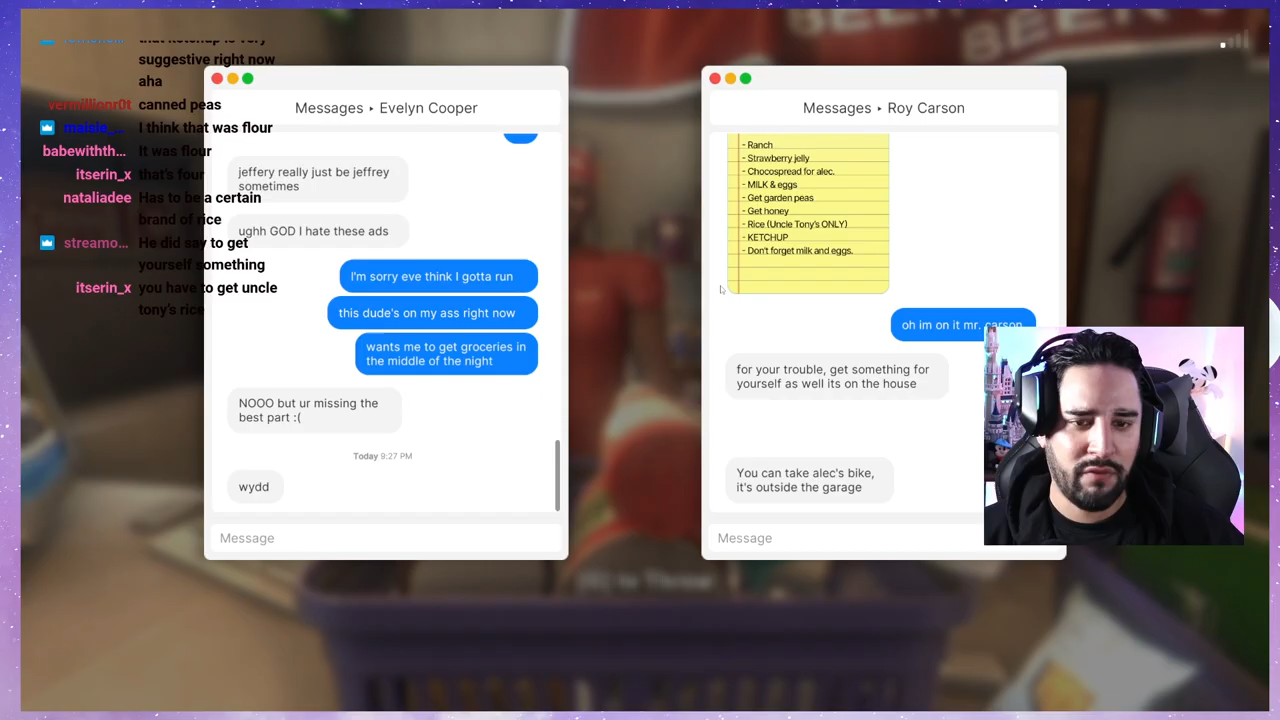 that ketchup is very
suggestive right now
aha
vermillionr0t canned peas
maisie_... I think that was flour
babewithth... It was flour
itserin_x that's four
nataliadee Has to be a certain
brand of rice
streamo... He did say to get
yourself something
itserin_x you have to get uncle
tony's rice
Messages ▸ Evelyn Cooper
jeffery really just be jeffrey
sometimes
ughh GOD I hate these ads
I'm sorry eve think I gotta run
this dude's on my ass right now
wants me to get groceries in
the middle of the night
NOOO but ur missing the
best part :(
Today 9:27 PM
wydd
Message
Messages ▸ Roy Carson
- Ranch
- Strawberry jelly
- Chocospread for alec.
- MILK & eggs
- Get garden peas
- Get honey
- Rice (Uncle Tony's ONLY)
- KETCHUP
- Don't forget milk and eggs.
oh im on it mr. carson
for your trouble, get something for
yourself as well its on the house
You can take alec's bike,
it's outside the garage
Message
BEER
BEER
to Throw